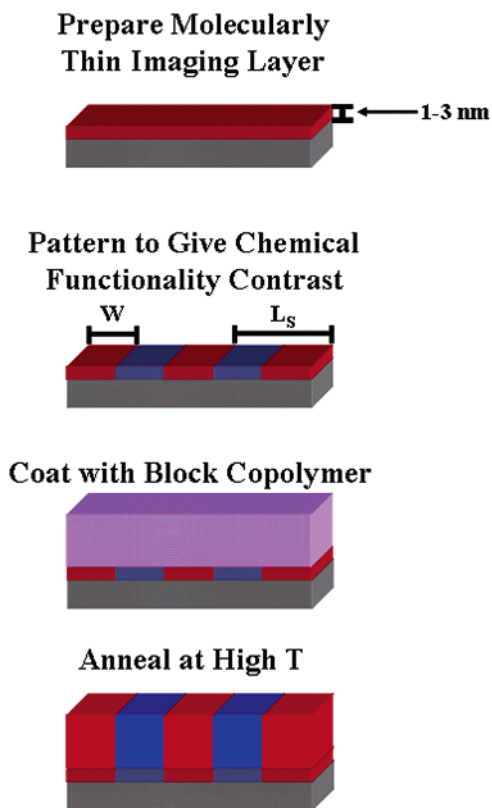 Prepare Molecularly
Thin Imaging Layer
1-3 nm
Pattern to Give Chemical
Functionality Contrast
W
L_S
Coat with Block Copolymer
Anneal at High T